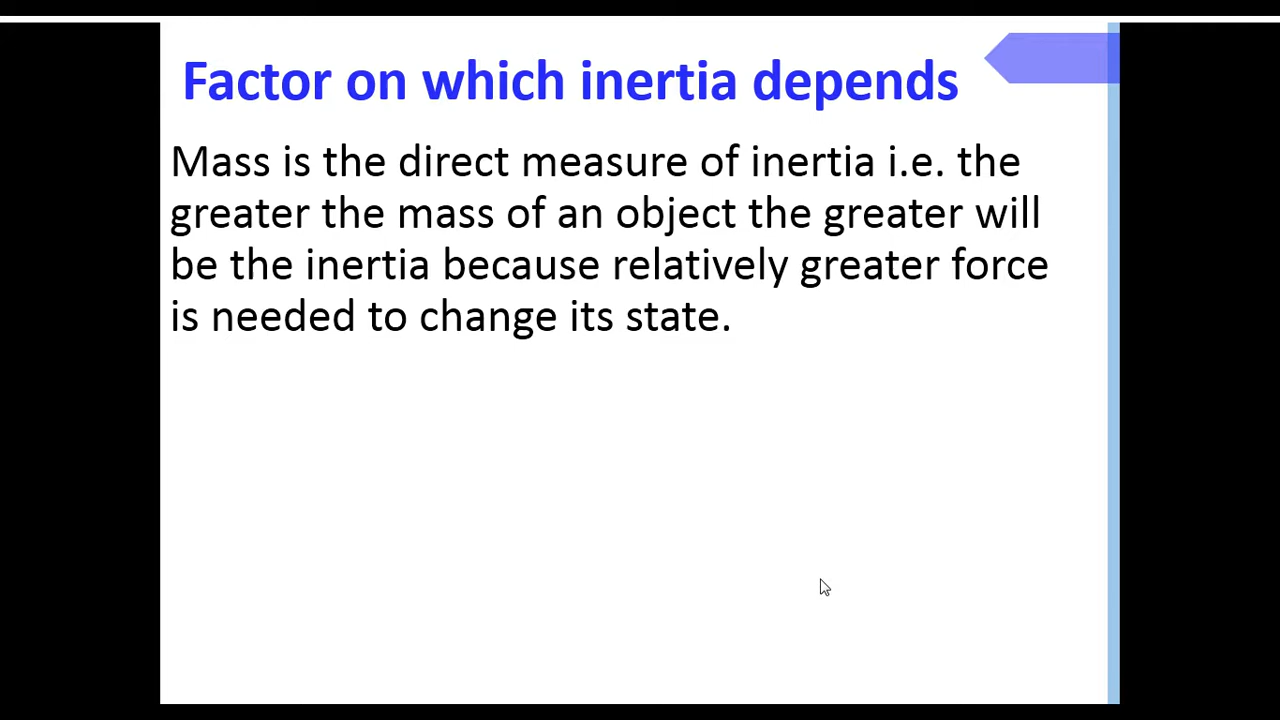 Factor on which inertia depends
Mass is the direct measure of inertia i.e. the
greater the mass of an object the greater will
be the inertia because relatively greater force
is needed to change its state.